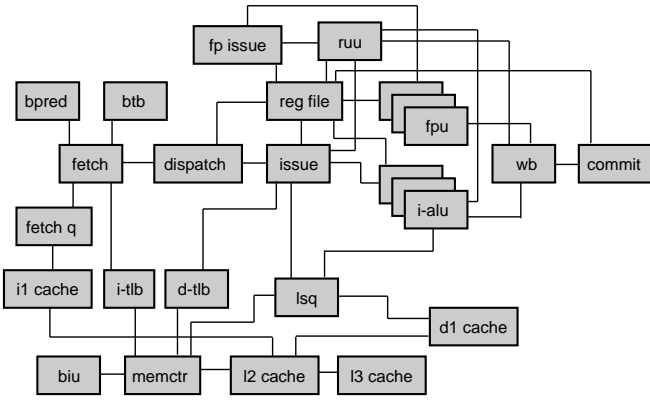 fp issue
ruu
bpred
btb
reg file
fpu
fetch
dispatch
issue
wb
commit
i-alu
fetch q
i1 cache
i-tlb
d-tlb
lsq
d1 cache
biu
memctr
l2 cache
l3 cache